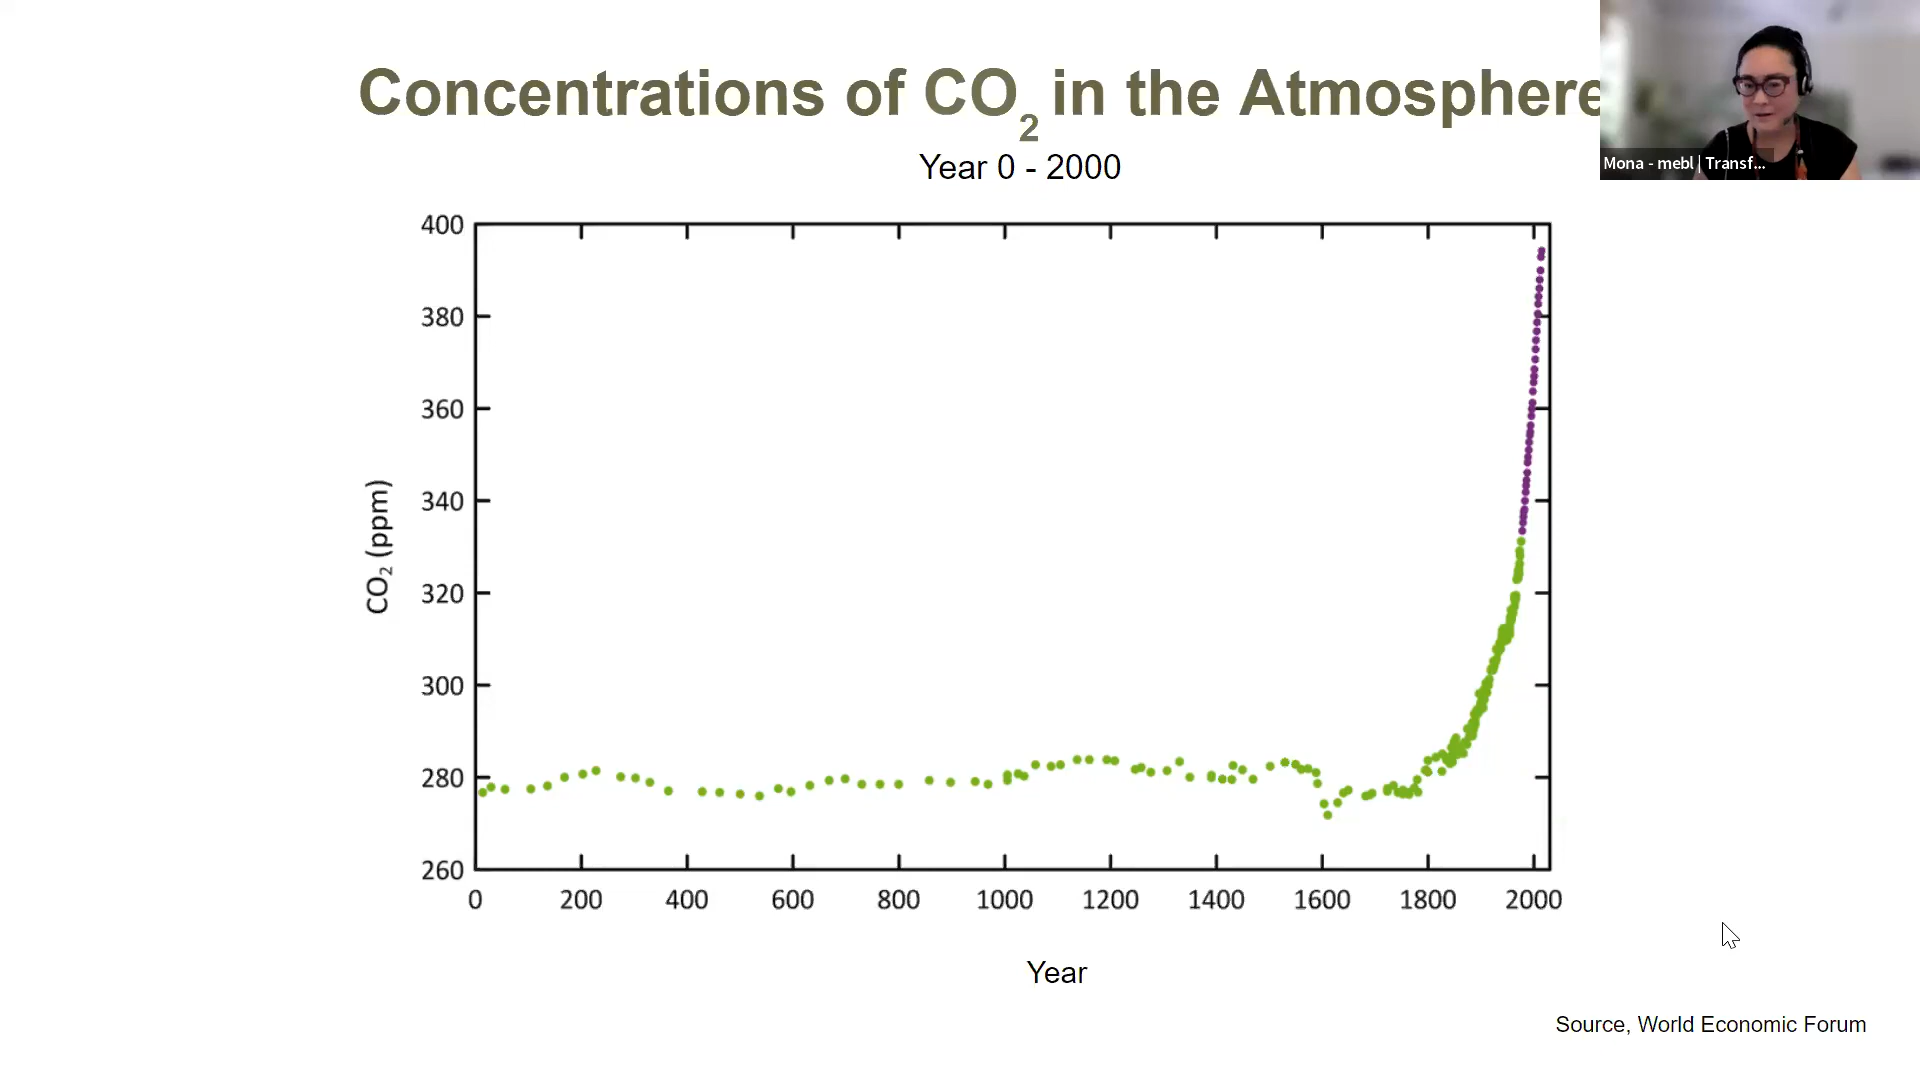 Concentrations of CO2 in the Atmosphere
Year 0 - 2000
Mona - mebl | Transf...
400
380
360
340
320
300
280
260
CO2 (ppm)
0 200 400 600 800 1000 1200 1400 1600 1800 2000
Year
Source, World Economic Forum